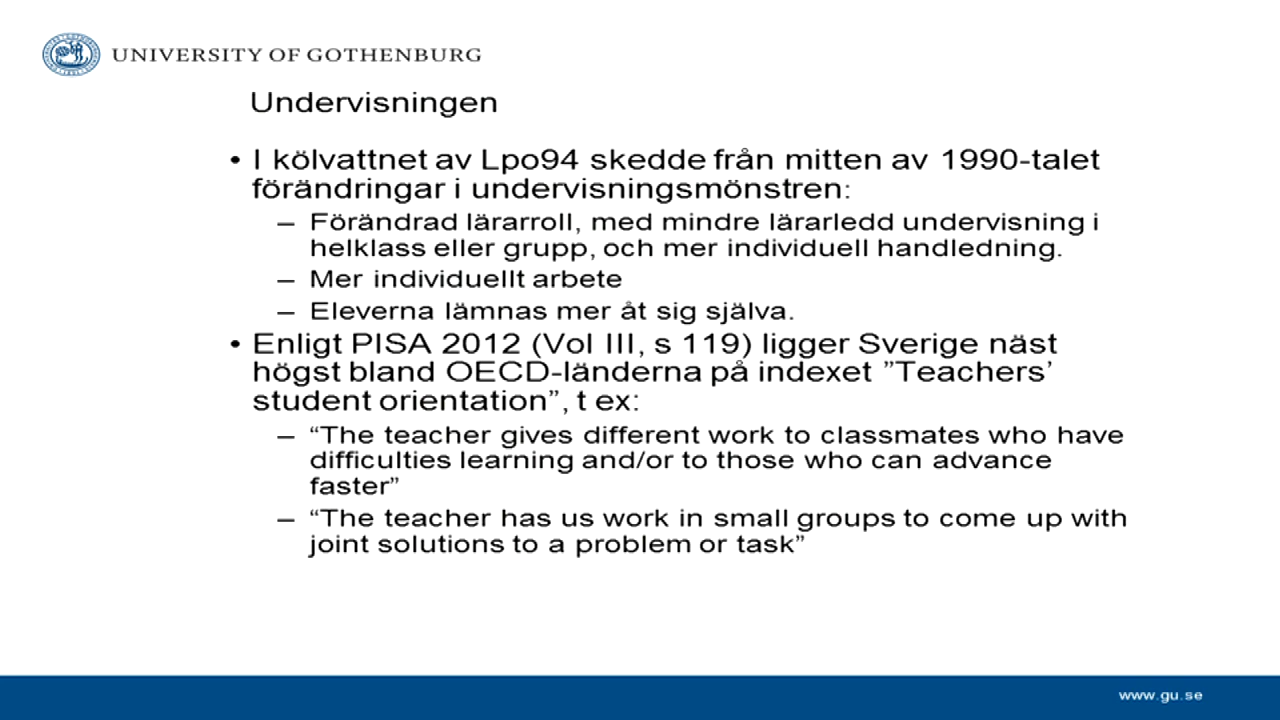 UNIVERSITY OF GOTHENBURG
Undervisningen
• I kölvattnet av Lpo94 skedde från mitten av 1990-talet
förändringar i undervisningsmönstren:
– Förändrad lärarroll, med mindre lärarledd undervisning i
helklass eller grupp, och mer individuell handledning.
– Mer individuellt arbete
– Eleverna lämnas mer åt sig själva.
• Enligt PISA 2012 (Vol III, s 119) ligger Sverige näst
högst bland OECD-länderna på indexet ”Teachers’
student orientation”, t ex:
– “The teacher gives different work to classmates who have
difficulties learning and/or to those who can advance
faster”
– “The teacher has us work in small groups to come up with
joint solutions to a problem or task”
www.gu.se